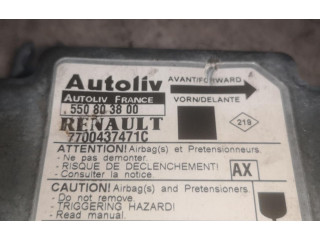 Autoliv
AVANT/FORWARD
AUTOLIV FRANCE
VORN/DELANTE
550 80 38 00
RENAULT
219
7700437471C
ATTENTION! Airbag(s) et Pretensionneurs.
- Ne pas demonter.
- RISQUE DE DECLENCHEMENT!
- Consulter la notice.
AX
CAUTION! Airbag(s) and Pretensioners.
- Do not remove.
- TRIGGERING HAZARD!
- Read manual.